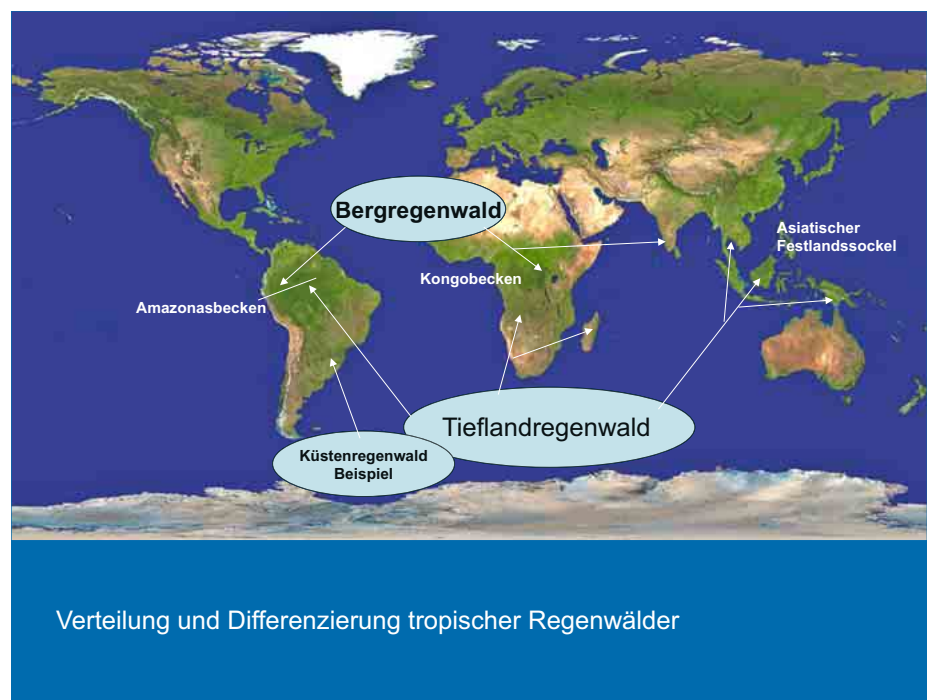 Bergregenwald
Asiatischer
Festlandssockel
Kongobecken
Amazonasbecken
Tieflandregenwald
Küstenregenwald
Beispiel
Verteilung und Differenzierung tropischer Regenwälder